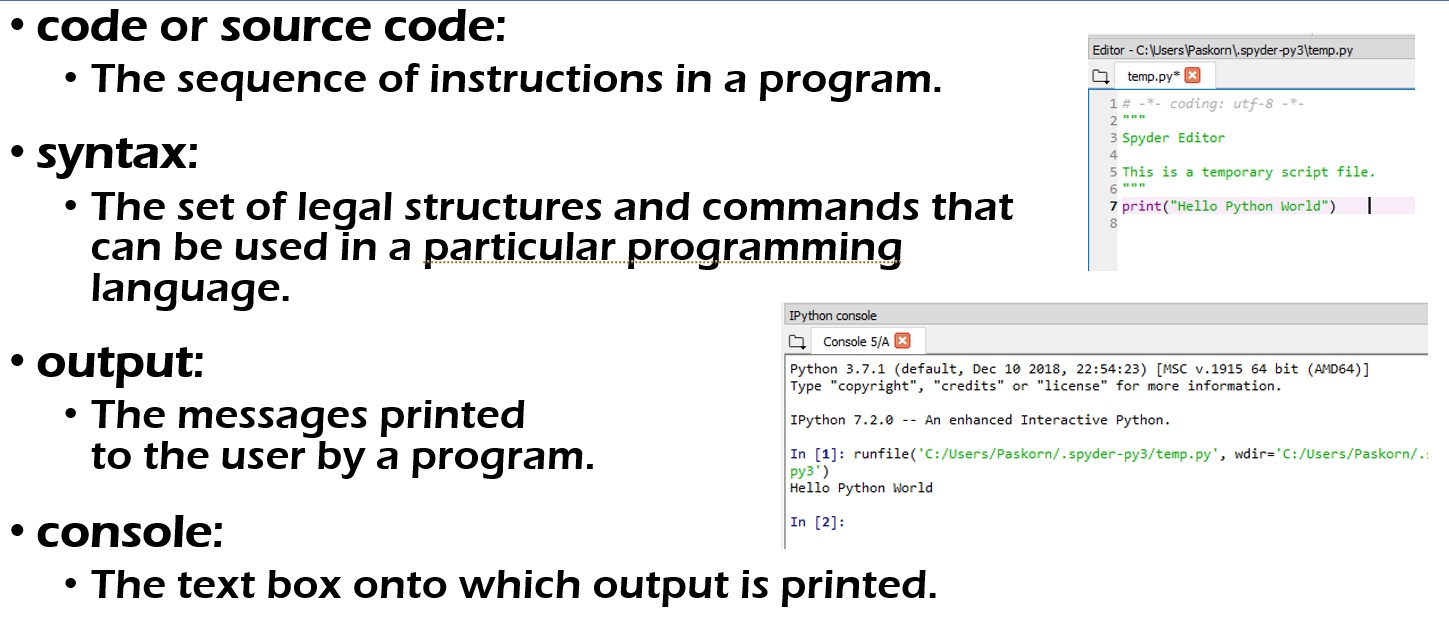 • code or source code:
• The sequence of instructions in a program.
• syntax:
• The set of legal structures and commands that
can be used in a particular programming
language.
• output:
• The messages printed
to the user by a program.
• console:
• The text box onto which output is printed.
Editor - C:\Users\Paskorn\.spyder-py3\temp.py
temp.py*
1 # -*- coding: utf-8 -*-
2 """
3 Spyder Editor
4
5 This is a temporary script file.
6 """
7 print("Hello Python World")
8
IPython console
Console 5/A
Python 3.7.1 (default, Dec 10 2018, 22:54:23) [MSC v.1915 64 bit (AMD64)]
Type "copyright", "credits" or "license" for more information.
IPython 7.2.0 -- An enhanced Interactive Python.
In [1]: runfile('C:/Users/Paskorn/.spyder-py3/temp.py', wdir='C:/Users/Paskorn/.
py3')
Hello Python World
In [2]: